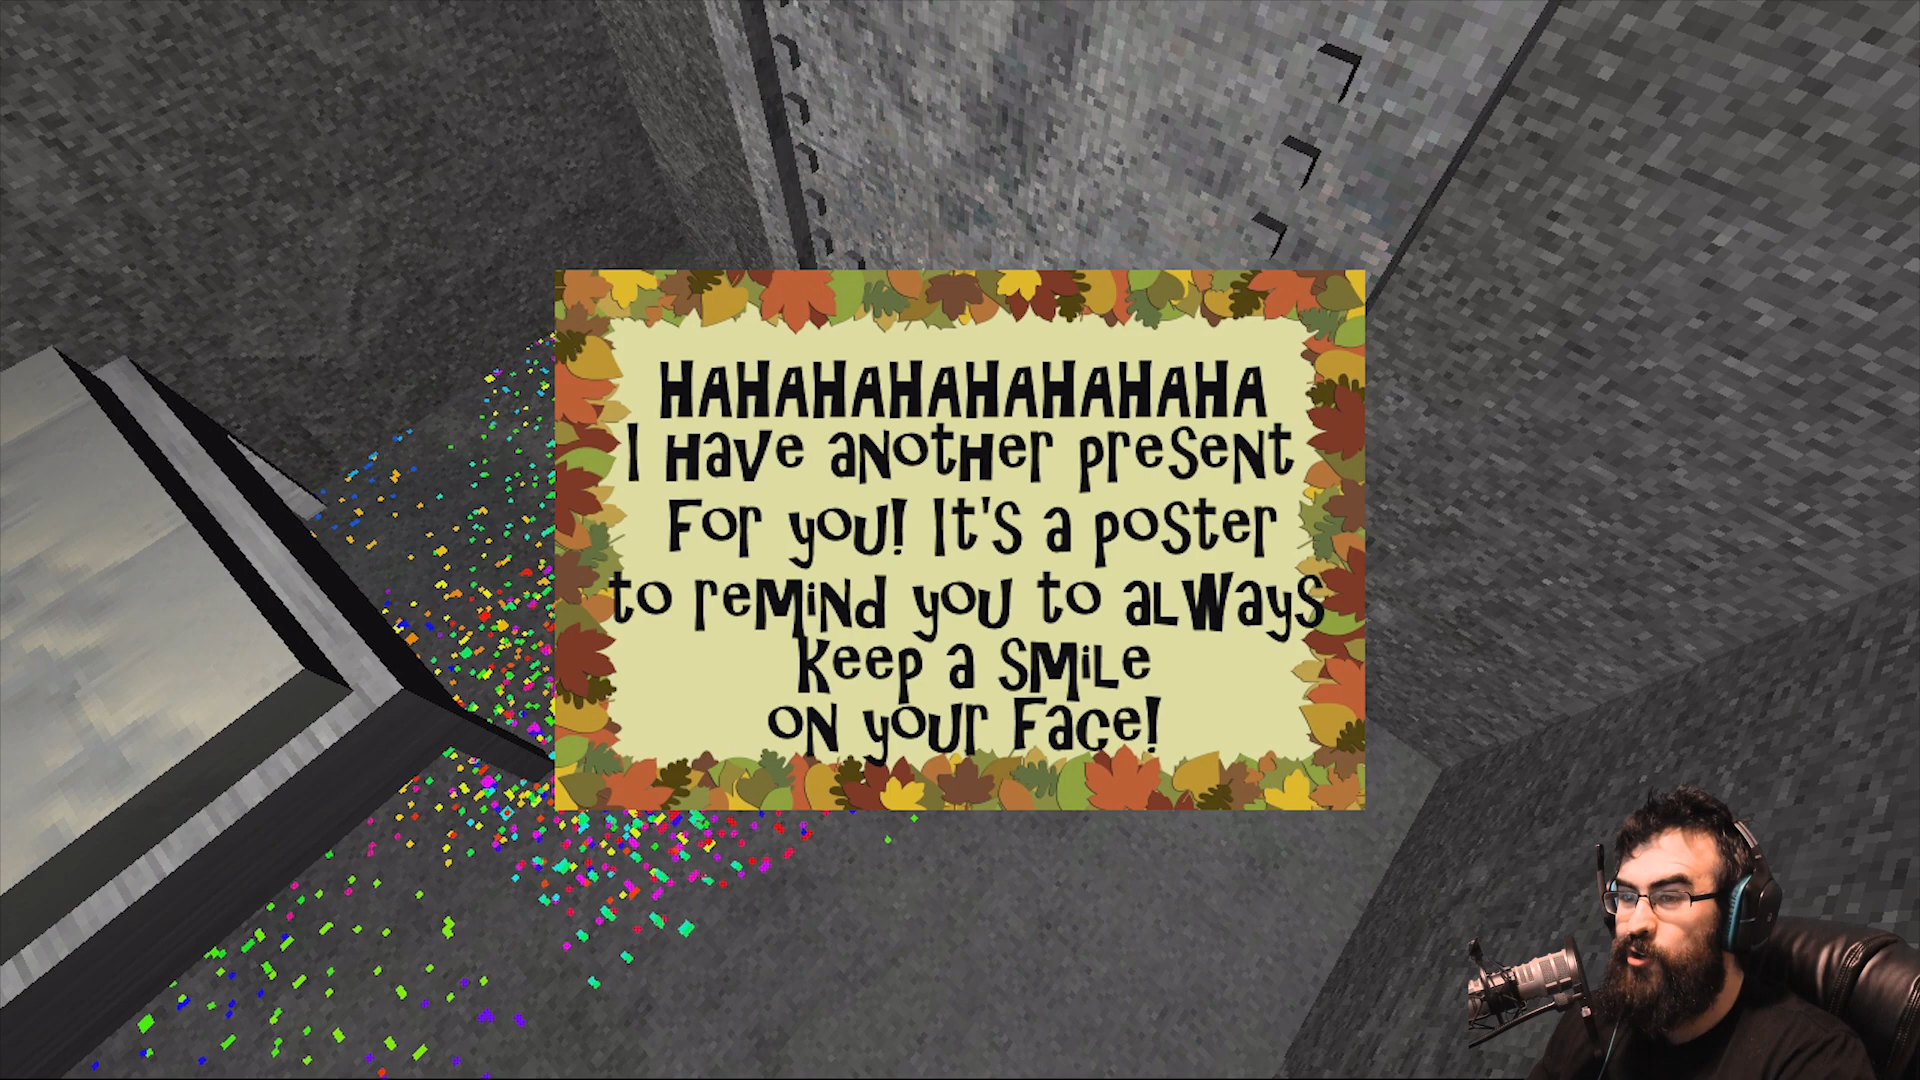 HAHAHAHAHAHAHAHA
I Have another present
For you! It's a poster
to remind you to always
keep a smile
on your Face!